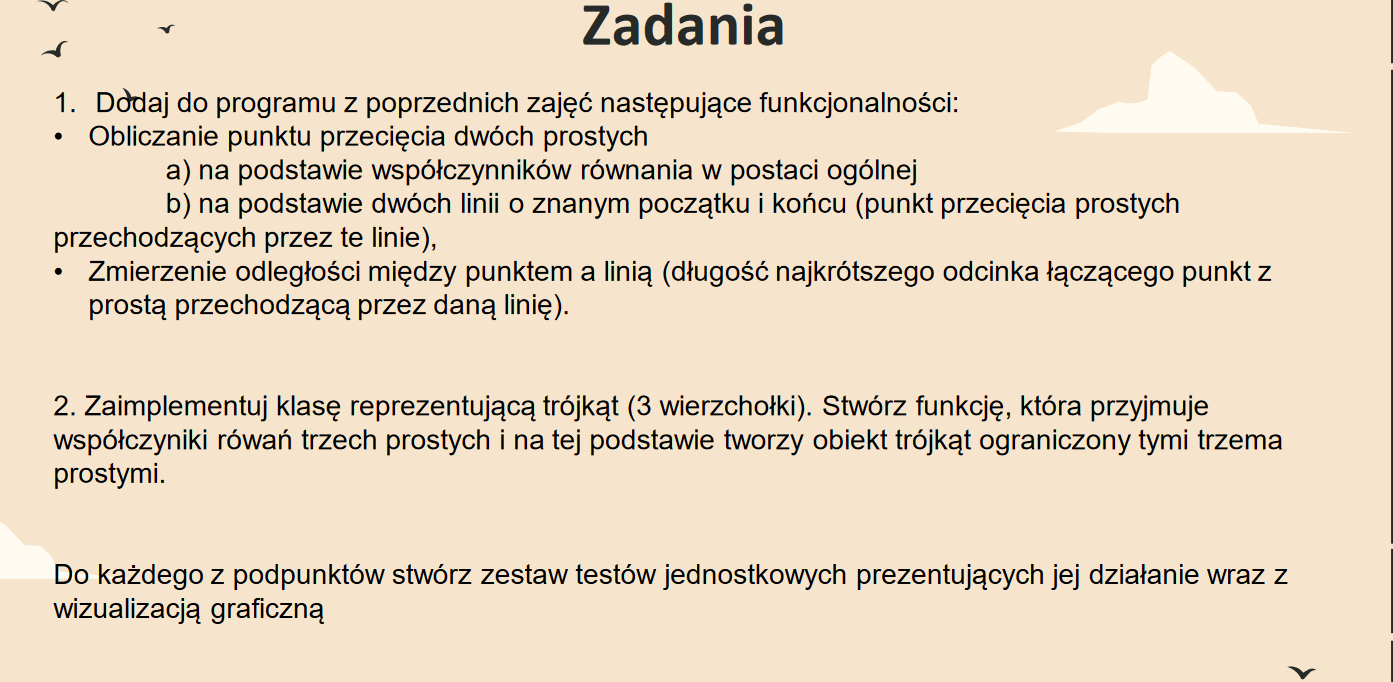 Zadania
1. Dodaj do programu z poprzednich zajęć następujące funkcjonalności:
• Obliczanie punktu przecięcia dwóch prostych
a) na podstawie współczynników równania w postaci ogólnej
b) na podstawie dwóch linii o znanym początku i końcu (punkt przecięcia prostych
przechodzących przez te linie),
• Zmierzenie odległości między punktem a linią (długość najkrótszego odcinka łączącego punkt z
prostą przechodzącą przez daną linię).
2. Zaimplementuj klasę reprezentującą trójkąt (3 wierzchołki). Stwórz funkcję, która przyjmuje
współczyniki rówań trzech prostych i na tej podstawie tworzy obiekt trójkąt ograniczony tymi trzema
prostymi.
Do każdego z podpunktów stwórz zestaw testów jednostkowych prezentujących jej działanie wraz z
wizualizacją graficzną